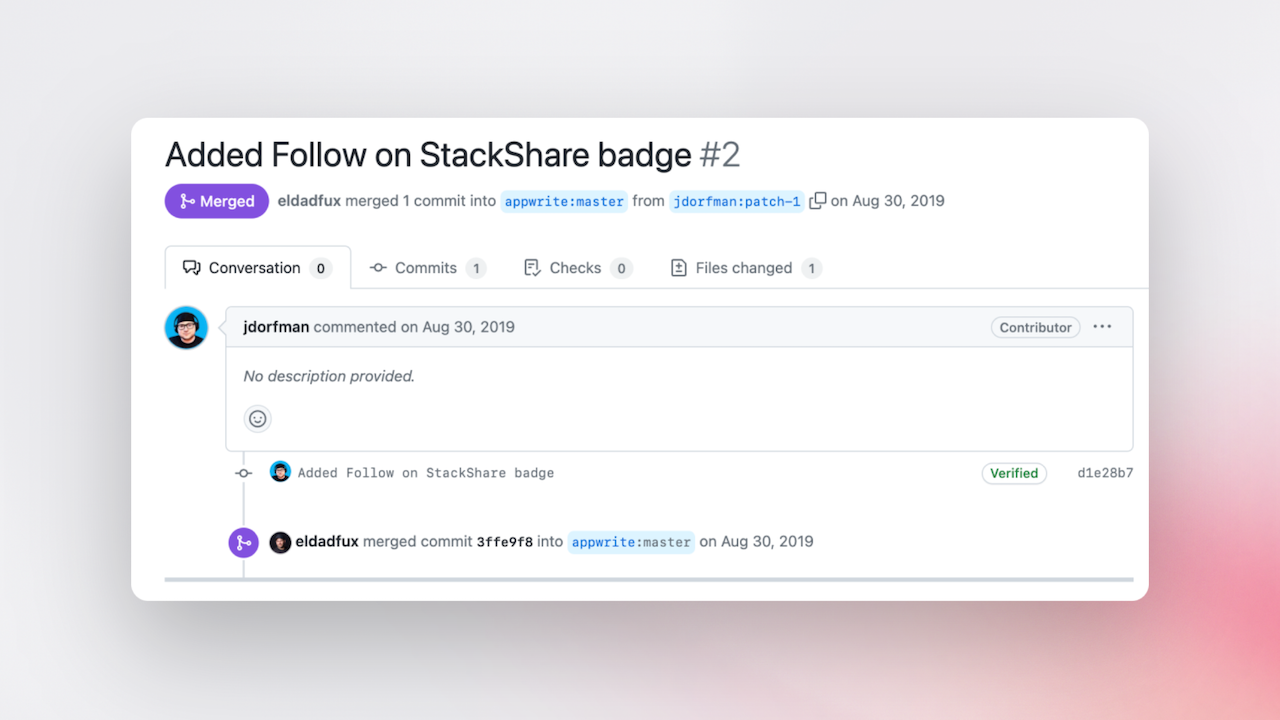 Added Follow on StackShare badge #2
Merged eldadfux merged 1 commit into appwrite:master from jdorfman:patch-1 on Aug 30, 2019
Conversation 0 Commits 1 Checks 0 Files changed 1
jdorfman commented on Aug 30, 2019 Contributor
No description provided.
Added Follow on StackShare badge Verified d1e28b7
eldadfux merged commit 3ffe9f8 into appwrite:master on Aug 30, 2019